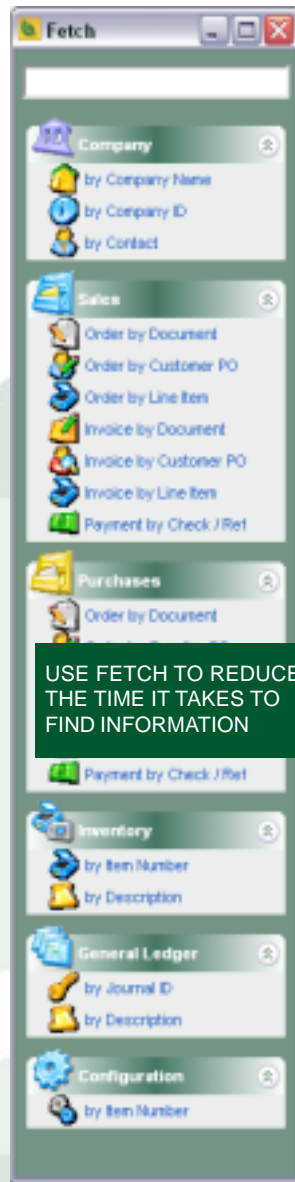 Fetch
Company
by Company Name
by Company ID
by Contact
Sales
Order by Document
Order by Customer PO
Order by Line Item
Invoice by Document
Invoice by Customer PO
Invoice by Line Item
Payment by Check / Ref
Purchases
Order by Document
USE FETCH TO REDUCE
THE TIME IT TAKES TO
FIND INFORMATION
Payment by Check / Ref
Inventory
by Item Number
by Description
General Ledger
by Journal ID
by Description
Configuration
by Item Number